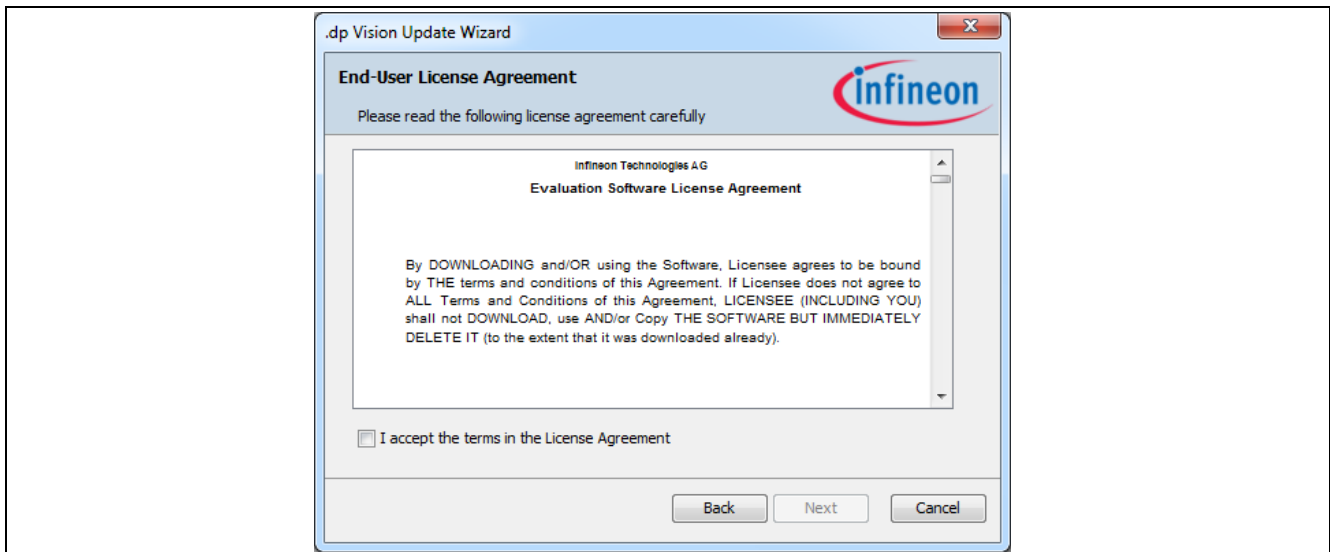 .dp Vision Update Wizard
End-User License Agreement
Please read the following license agreement carefully
infineon
Infineon Technologies AG
Evaluation Software License Agreement
By DOWNLOADING and/OR using the Software, Licensee agrees to be bound
by THE terms and conditions of this Agreement. If Licensee does not agree to
ALL Terms and Conditions of this Agreement, LICENSEE (INCLUDING YOU)
shall not DOWNLOAD, use AND/or Copy THE SOFTWARE BUT IMMEDIATELY
DELETE IT (to the extent that it was downloaded already).
I accept the terms in the License Agreement
Back Next Cancel